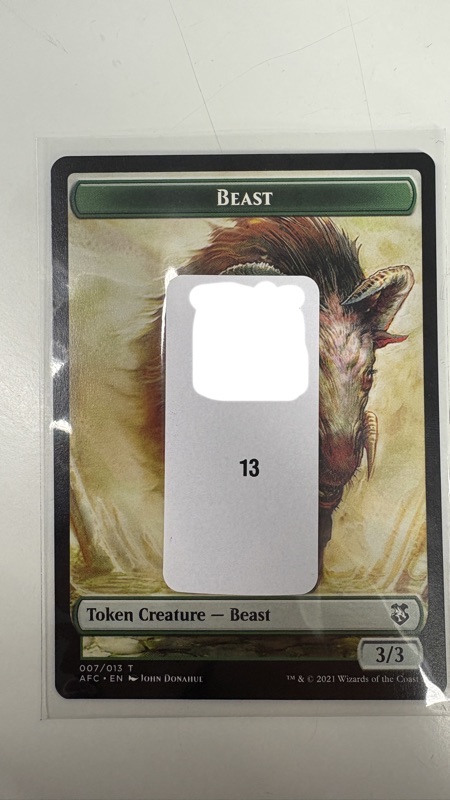 BEAST
13
Token Creature — Beast
3/3
007/013 T
AFC • EN JOHN DONAHUE
™ & © 2021 Wizards of the Coast